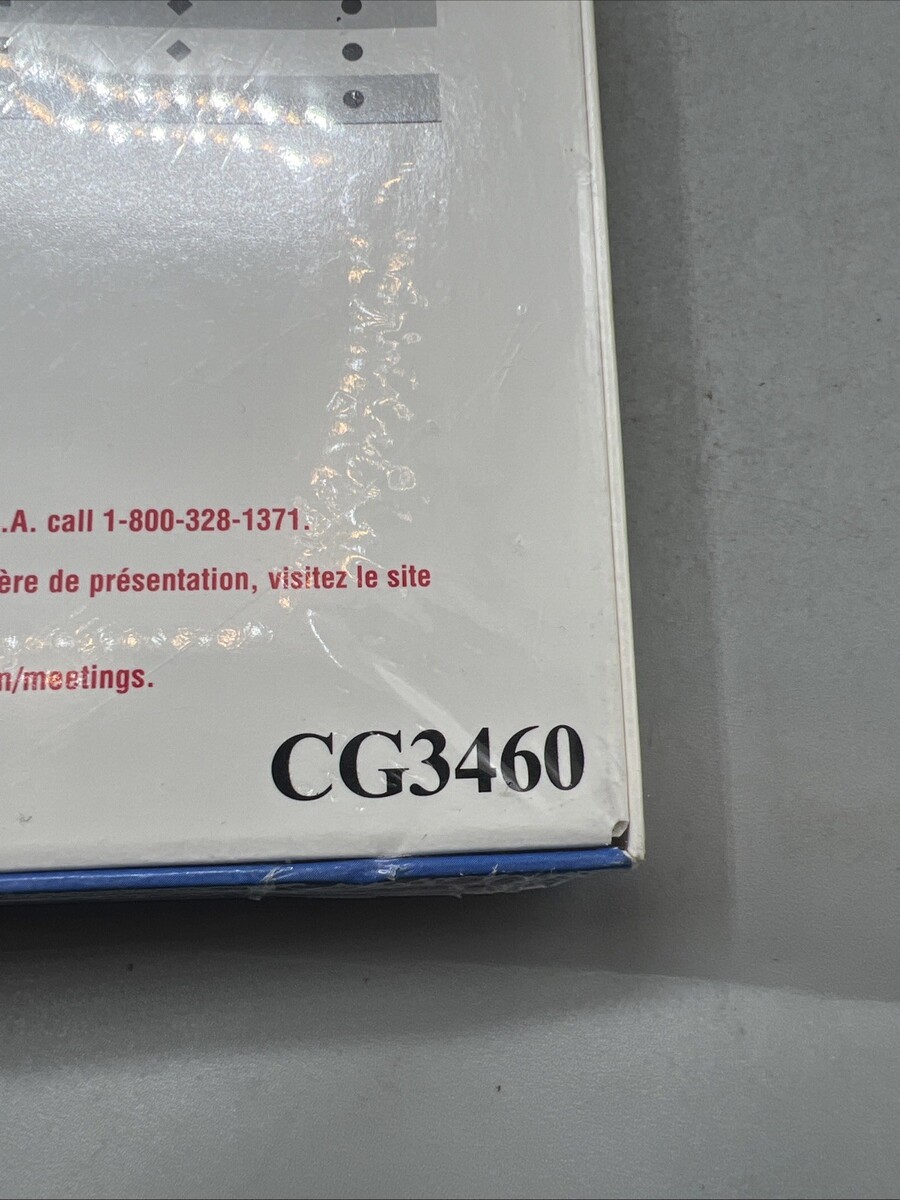 .A. call 1-800-328-1371.
ère de présentation, visitez le site
m/meetings.
CG3460